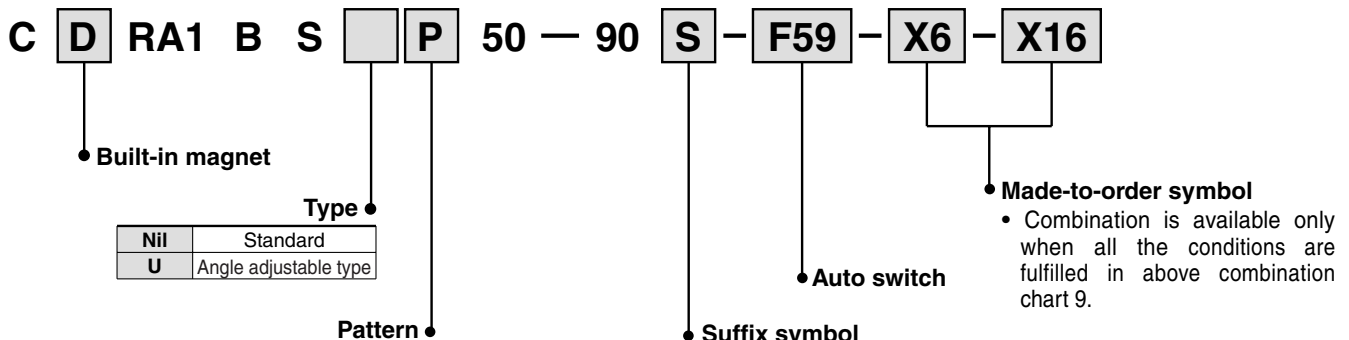 C D RA1 B S P 50 — 90 S – F59 – X6 – X16
Built-in magnet
Type
Nil Standard
U Angle adjustable type
Pattern
Suffix symbol
Auto switch
Made-to-order symbol
• Combination is available only
when all the conditions are
fulfilled in above combination
chart 9.